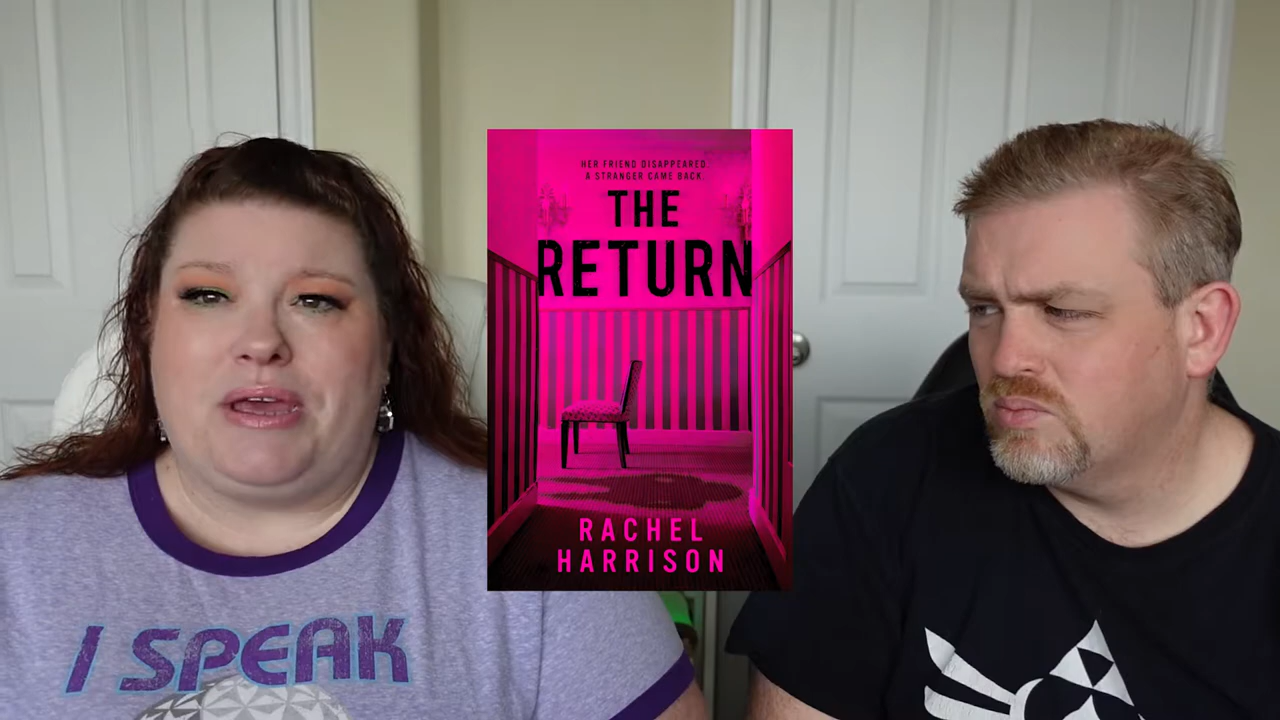 HER FRIEND DISAPPEARED.
A STRANGER CAME BACK.
THE
RETURN
RACHEL
HARRISON
I SPEAK